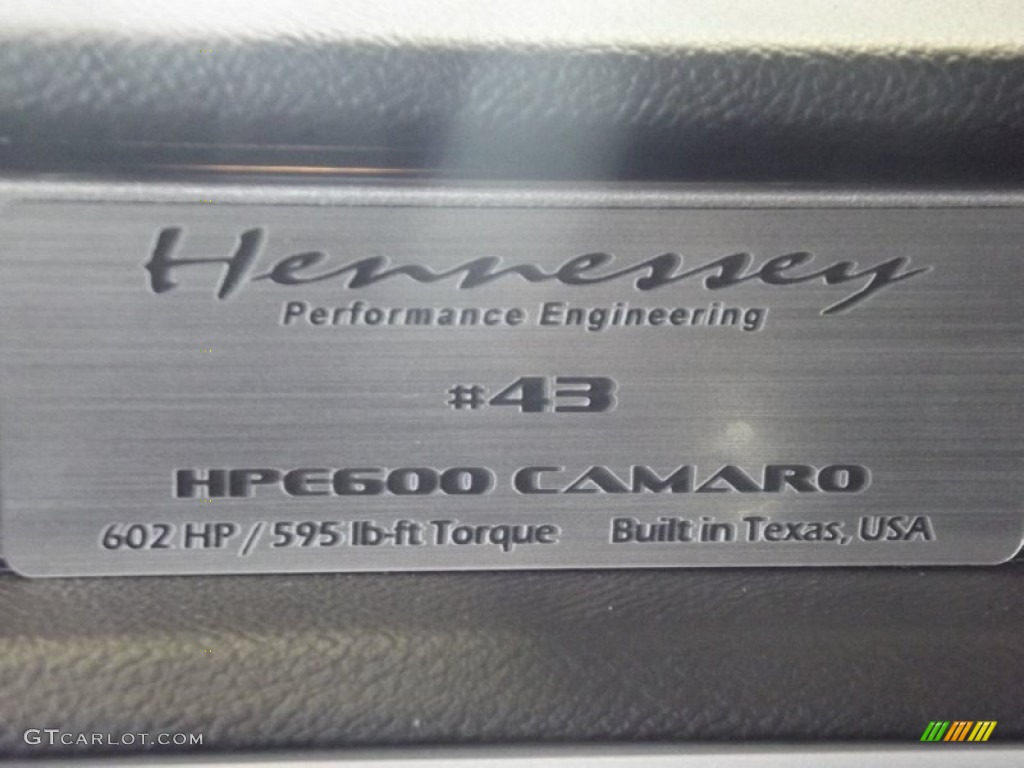 Hennessey
Performance Engineering
#43
HPE600 CAMARO
602 HP / 595 lb-ft Torque Built in Texas, USA
GTCARLOT.COM